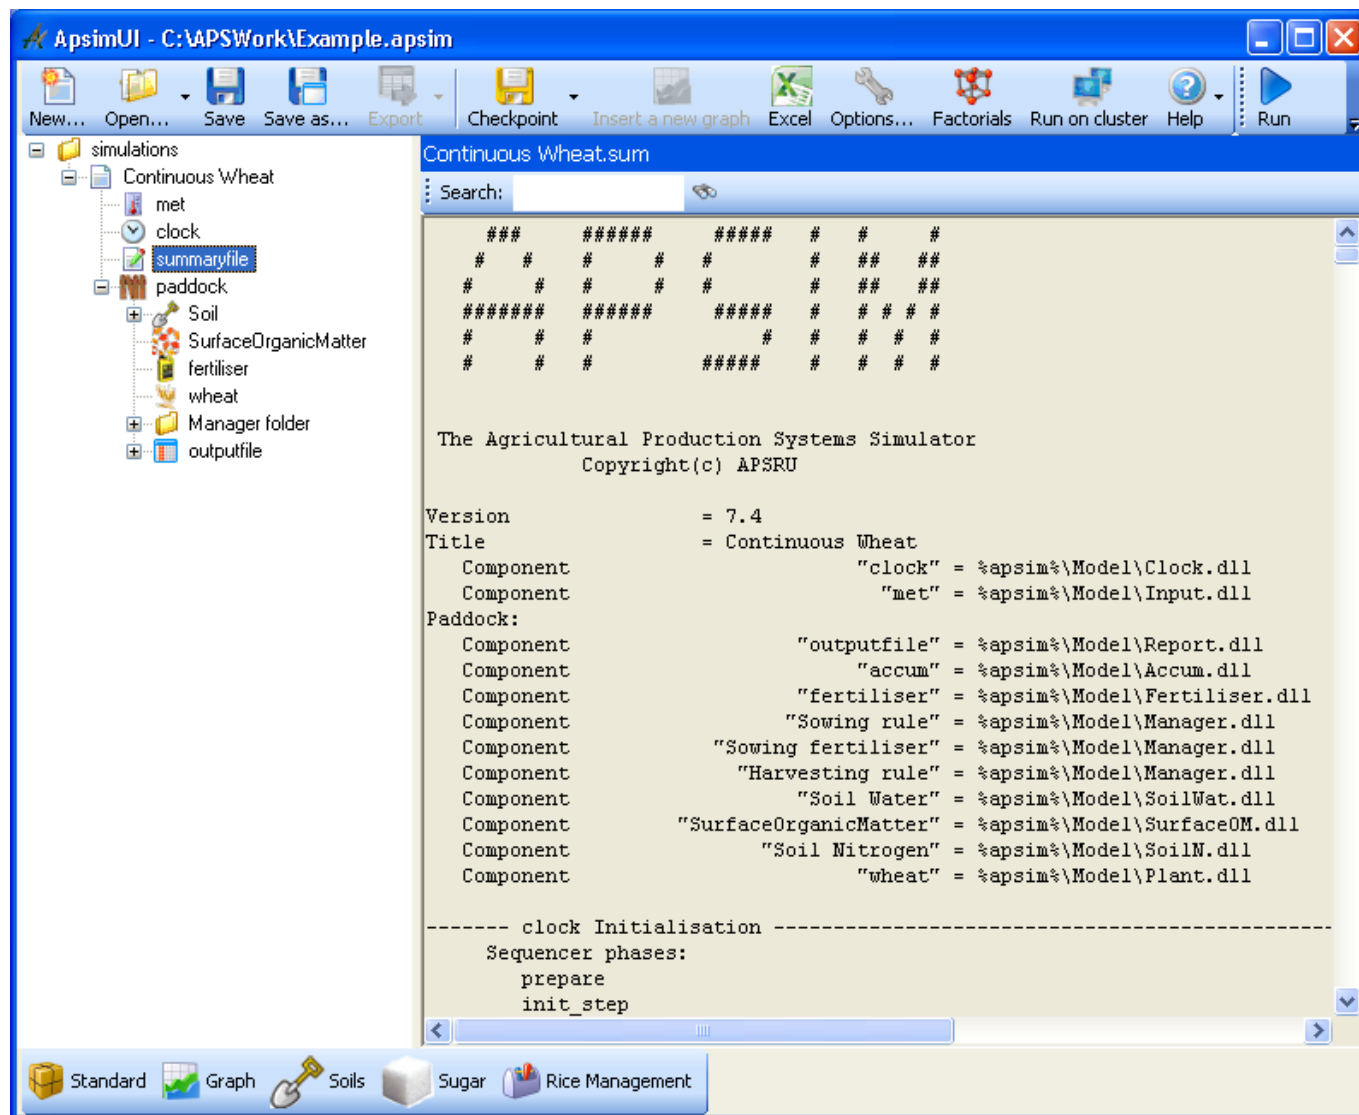 ApsimUI - C:\APSWork\Example.apsim
New... Open... Save Save as... Export Checkpoint Insert a new graph Excel Options... Factorials Run on cluster Help Run
simulations
Continuous Wheat
met
clock
summaryfile
paddock
Soil
SurfaceOrganicMatter
fertiliser
wheat
Manager folder
outputfile
Continuous Wheat.sum
Search:
APSIM
The Agricultural Production Systems Simulator
Copyright(c) APSRU
Version = 7.4
Title = Continuous Wheat
Component "clock" = %apsim%\Model\Clock.dll
Component "met" = %apsim%\Model\Input.dll
Paddock:
Component "outputfile" = %apsim%\Model\Report.dll
Component "accum" = %apsim%\Model\Accum.dll
Component "fertiliser" = %apsim%\Model\Fertiliser.dll
Component "Sowing rule" = %apsim%\Model\Manager.dll
Component "Sowing fertiliser" = %apsim%\Model\Manager.dll
Component "Harvesting rule" = %apsim%\Model\Manager.dll
Component "Soil Water" = %apsim%\Model\SoilWat.dll
Component "SurfaceOrganicMatter" = %apsim%\Model\SurfaceOM.dll
Component "Soil Nitrogen" = %apsim%\Model\SoilN.dll
Component "wheat" = %apsim%\Model\Plant.dll
------- clock Initialisation -----------------------------------------------
Sequencer phases:
prepare
init_step
Standard Graph Soils Sugar Rice Management